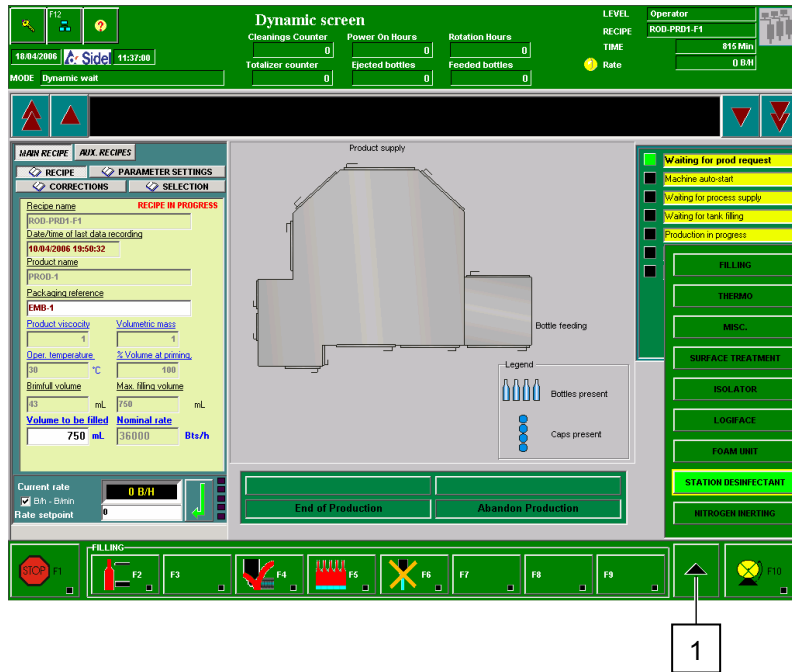 F12
?
Dynamic screen
LEVEL Operator
RECIPE ROD-PRD1-F1
TIME 815 Min
Rate 0 B/H
Cleanings Counter Power On Hours Rotation Hours
0 0 0
18/04/2006 Sidel 11:37:00
Totalizer counter Ejected bottles Feeded bottles
0 0 0
MODE Dynamic wait
MAIN RECIPE AUX. RECIPES
RECIPE PARAMETER SETTINGS
CORRECTIONS SELECTION
Recipe name RECIPE IN PROGRESS
ROD-PRD1-F1
Date/time of last data recording
10/04/2006 19:50:32
Product name
PROD-1
Packaging reference
EMB-1
Product viscocity Volumetric mass
1 1
Oper. temperature % Volume at priming,
30 °C 100
Brimfull volume Max. filling volume
43 mL 750 mL
Volume to be filled Nominal rate
750 mL 36000 Bts/h
Current rate 0 B/H
B/h - B/min
Rate setpoint 0
Product supply
Bottle feeding
Legend
Bottles present
Caps present
End of Production Abandon Production
Waiting for prod request
Machine auto-start
Waiting for process supply
Waiting for tank filling
Production in progress
FILLING
THERMO
MISC.
SURFACE TREATMENT
ISOLATOR
LOGIFACE
FOAM UNIT
STATION DESINFECTANT
NITROGEN INERTING
FILLING
STOP F1 F2 F3 F4 F5 F6 F7 F8 F9 F10
1